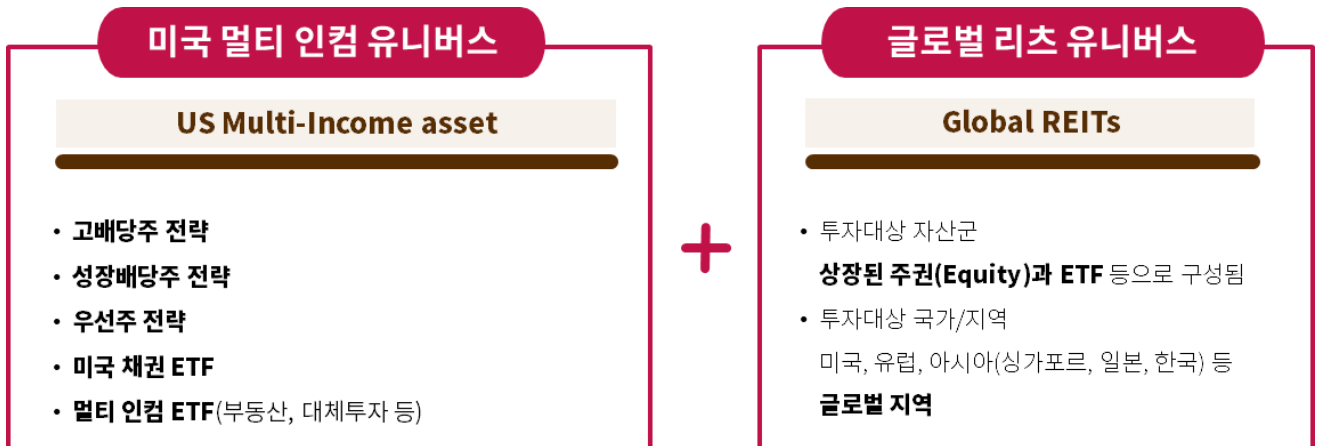 미국 멀티 인컴 유니버스
US Multi-Income asset
• 고배당주 전략
• 성장배당주 전략
• 우선주 전략
• 미국 채권 ETF
• 멀티 인컴 ETF(부동산, 대체투자 등)
+
글로벌 리츠 유니버스
Global REITs
• 투자대상 자산군
상장된 주권(Equity)과 ETF 등으로 구성됨
• 투자대상 국가/지역
미국, 유럽, 아시아(싱가포르, 일본, 한국) 등
글로벌 지역